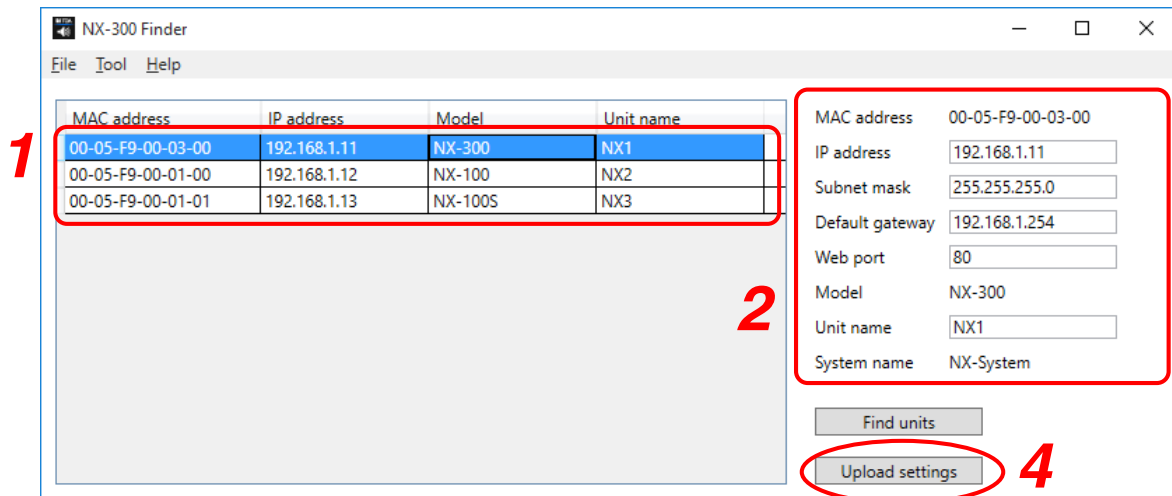 NX-300 Finder
File Tool Help
MAC address IP address Model Unit name
1
00-05-F9-00-03-00 192.168.1.11 NX-300 NX1
00-05-F9-00-01-00 192.168.1.12 NX-100 NX2
00-05-F9-00-01-01 192.168.1.13 NX-100S NX3
2
MAC address 00-05-F9-00-03-00
IP address 192.168.1.11
Subnet mask 255.255.255.0
Default gateway 192.168.1.254
Web port 80
Model NX-300
Unit name NX1
System name NX-System
Find units
Upload settings
4